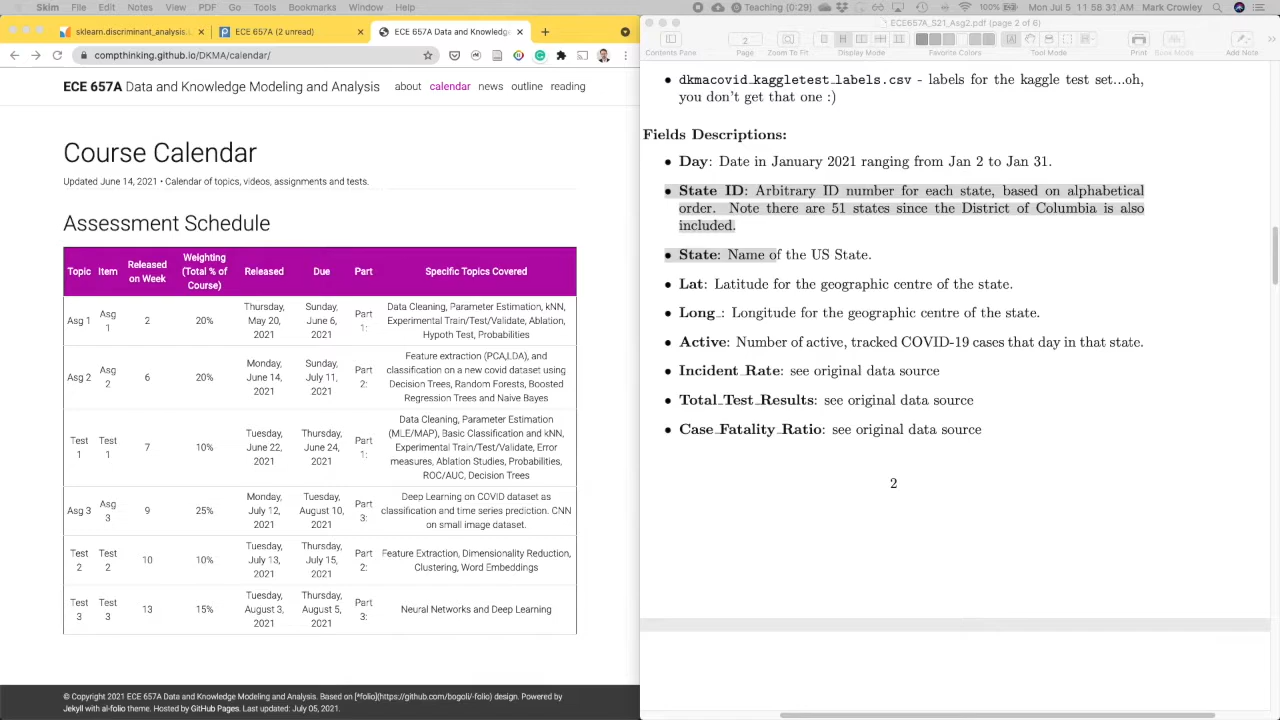 Skim File Edit View Go Tools PDF Bookmarks Window Help
Teaching (0:29) 100% Mon Jul 5 11:58:31 AM Mark Crowley
sklearn.discriminant_analysis.
ECE 657A (2 unread)
ECE 657A Data and Knowledge
compthinking.github.io/DKMA/calendar/
ECE 657A Data and Knowledge Modeling and Analysis
about calendar news outline reading
Course Calendar
Updated June 14, 2021 • Calendar of topics, videos, assignments and tests.
Assessment Schedule
Topic Item Released on Week Weighting (Total % of Course) Released Due Part Specific Topics Covered
Asg 1 Asg 1 2 20% Thursday, May 20, 2021 Sunday, June 6, 2021 Part 1: Data Cleaning, Parameter Estimation, kNN, Experimental Train/Test/Validate, Ablation, Hypoth Test, Probabilities
Asg 2 Asg 2 6 20% Monday, June 14, 2021 Sunday, July 11, 2021 Part 2: Feature extraction (PCA,LDA), and classification on a new covid dataset using Decision Trees, Random Forests, Boosted Regression Trees and Naive Bayes
Test 1 Test 1 7 10% Tuesday, June 22, 2021 Thursday, June 24, 2021 Part 1: Data Cleaning, Parameter Estimation (MLE/MAP), Basic Classification and kNN, Experimental Train/Test/Validate, Error measures, Ablation Studies, Probabilities, ROC/AUC, Decision Trees
Asg 3 Asg 3 9 25% Monday, July 12, 2021 Tuesday, August 10, 2021 Part 3: Deep Learning on COVID dataset as classification and time series prediction. CNN on small image dataset.
Test 2 Test 2 10 10% Tuesday, July 13, 2021 Thursday, July 15, 2021 Part 2: Feature Extraction, Dimensionality Reduction, Clustering, Word Embeddings
Test 3 Test 3 13 15% Tuesday, August 3, 2021 Thursday, August 5, 2021 Part 3: Neural Networks and Deep Learning
© Copyright 2021 ECE 657A Data and Knowledge Modeling and Analysis. Based on [*folio](https://github.com/bogoli/-folio) design. Powered by
Jekyll with al-folio theme. Hosted by GitHub Pages. Last updated: July 05, 2021.
ECE657A_S21_Asg2.pdf (page 2 of 6)
2
Contents Pane Page Zoom To Fit Display Mode Favorite Colors Tool Mode Print Book Mode Add Note
• dkmacovid_kaggletest_labels.csv - labels for the kaggle test set...oh,
you don't get that one :)
Fields Descriptions:
• Day: Date in January 2021 ranging from Jan 2 to Jan 31.
• State ID: Arbitrary ID number for each state, based on alphabetical
order. Note there are 51 states since the District of Columbia is also
included.
• State: Name of the US State.
• Lat: Latitude for the geographic centre of the state.
• Long_: Longitude for the geographic centre of the state.
• Active: Number of active, tracked COVID-19 cases that day in that state.
• Incident_Rate: see original data source
• Total_Test_Results: see original data source
• Case_Fatality_Ratio: see original data source
2